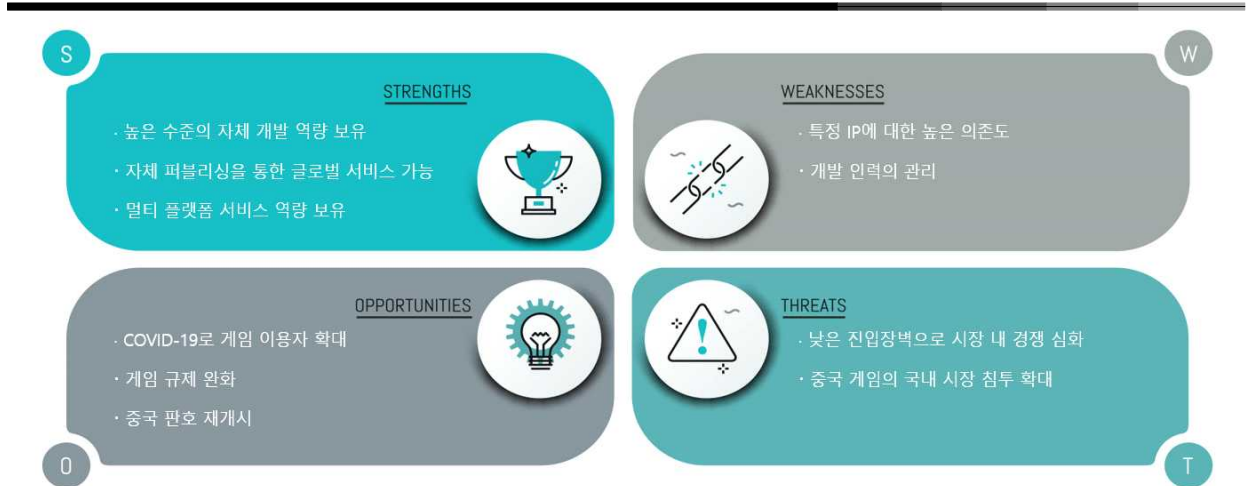 S
STRENGTHS
· 높은 수준의 자체 개발 역량 보유
· 자체 퍼블리싱을 통한 글로벌 서비스 가능
· 멀티 플랫폼 서비스 역량 보유
W
WEAKNESSES
· 특정 IP에 대한 높은 의존도
· 개발 인력의 관리
OPPORTUNITIES
· COVID-19로 게임 이용자 확대
· 게임 규제 완화
· 중국 판호 재개시
O
THREATS
· 낮은 진입장벽으로 시장 내 경쟁 심화
· 중국 게임의 국내 시장 침투 확대
T